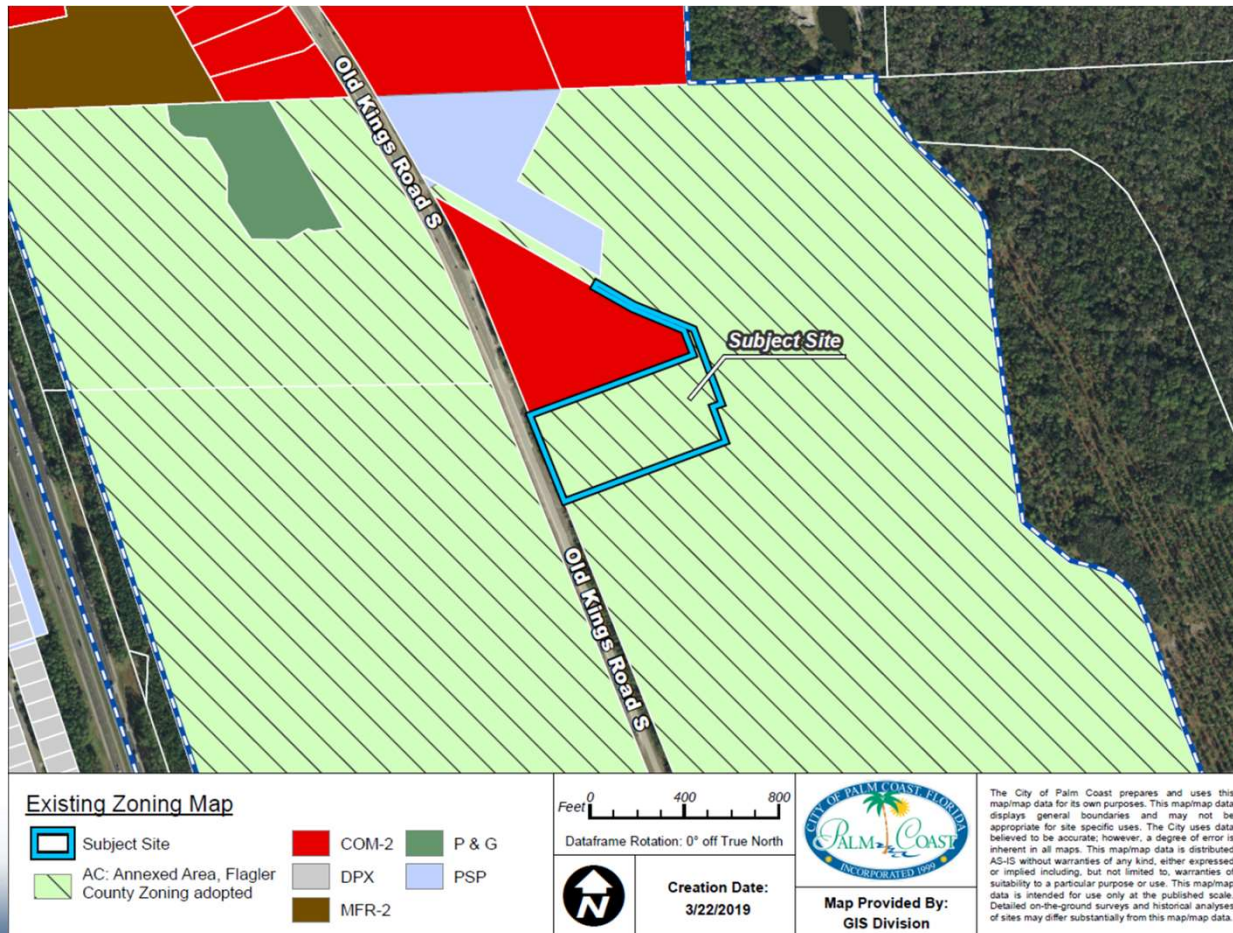 Old Kings Road S
Subject Site
Old Kings Road S
Existing Zoning Map
Subject Site
AC: Annexed Area, Flagler
County Zoning adopted
COM-2
DPX
MFR-2
P & G
PSP
Feet 0 400 800
Dataframe Rotation: 0° off True North
N
Creation Date:
3/22/2019
CITY OF PALM COAST, FLORIDA
PALM COAST
INCORPORATED 1999
Map Provided By:
GIS Division
The City of Palm Coast prepares and uses this
map/map data for its own purposes. This map/map data
displays general boundaries and may not be
appropriate for site specific uses. The City uses data
believed to be accurate; however, a degree of error is
inherent in all maps. This map/map data is distributed
AS-IS without warranties of any kind, either expressed
or implied including, but not limited to, warranties of
suitability to a particular purpose or use. This map/map
data is intended for use only at the published scale.
Detailed on-the-ground surveys and historical analyses
of sites may differ substantially from this map/map data.